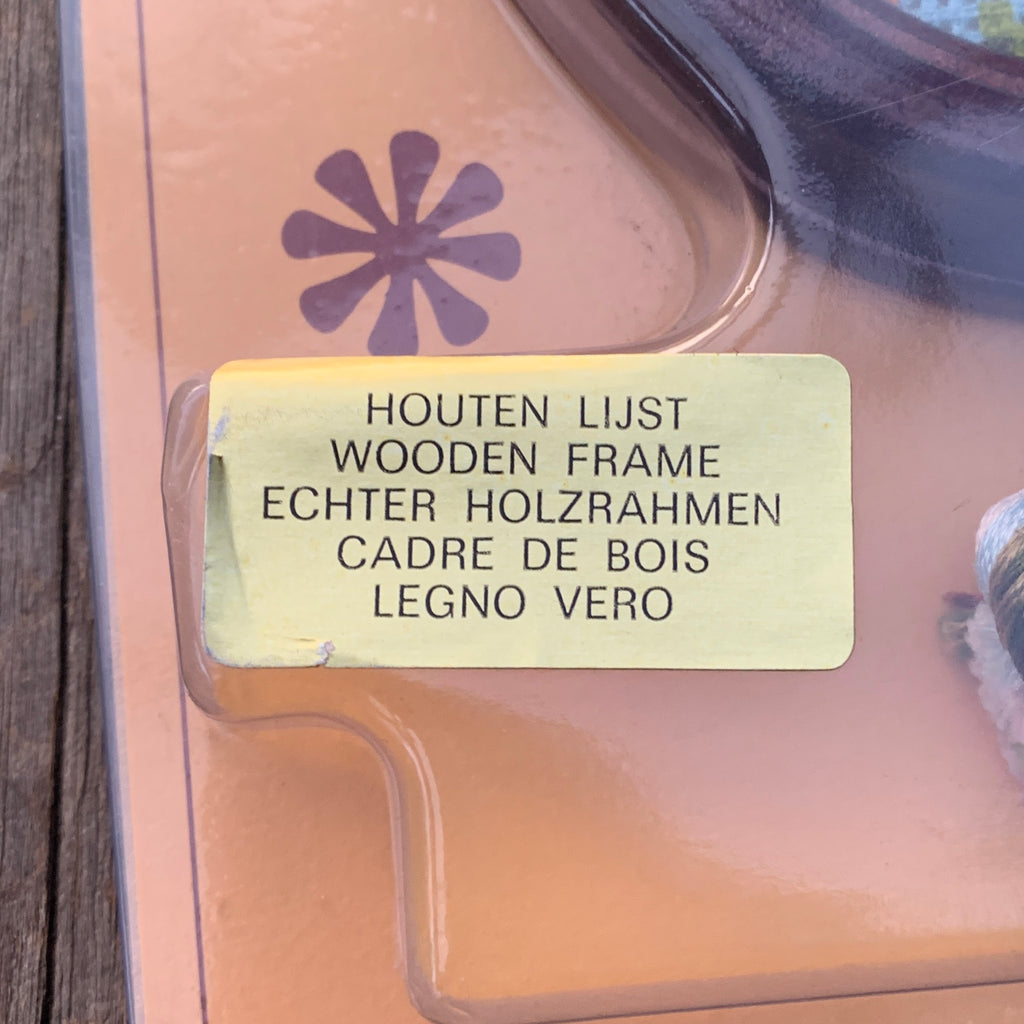 HOUTEN LIJST
WOODEN FRAME
ECHTER HOLZRAHMEN
CADRE DE BOIS
LEGNO VERO